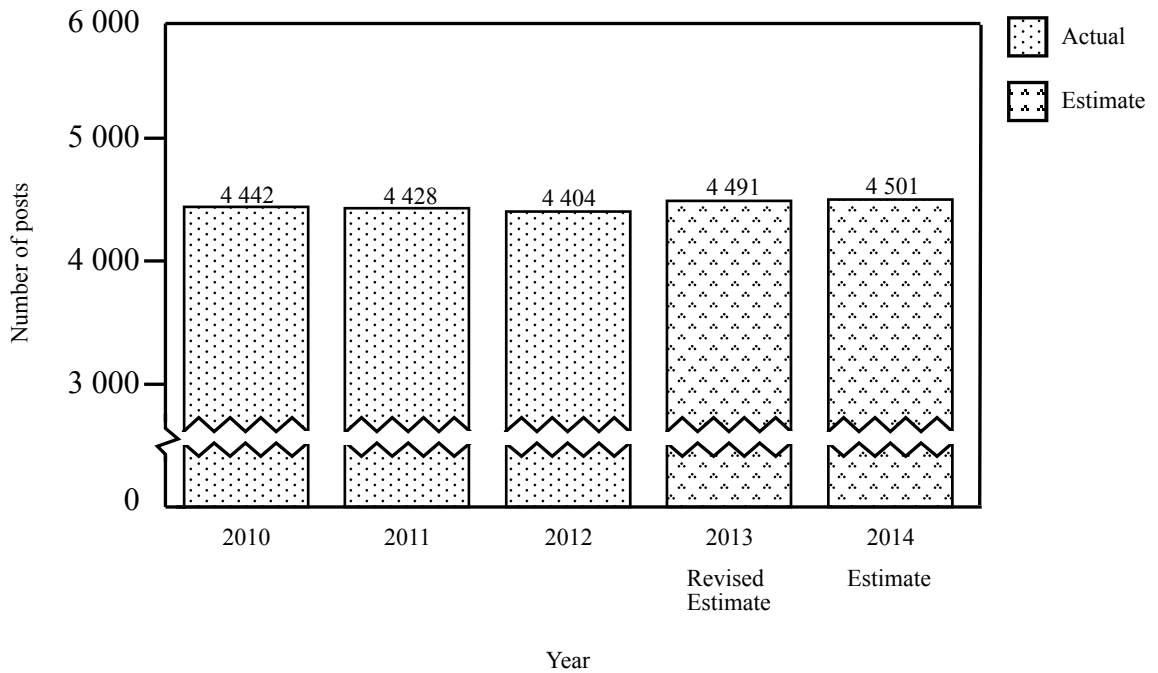 6 000
5 000
4 000
3 000
0
Number of posts
4 442
4 428
4 404
4 491
4 501
2010
2011
2012
2013
2014
Revised
Estimate
Estimate
Year
Actual
Estimate